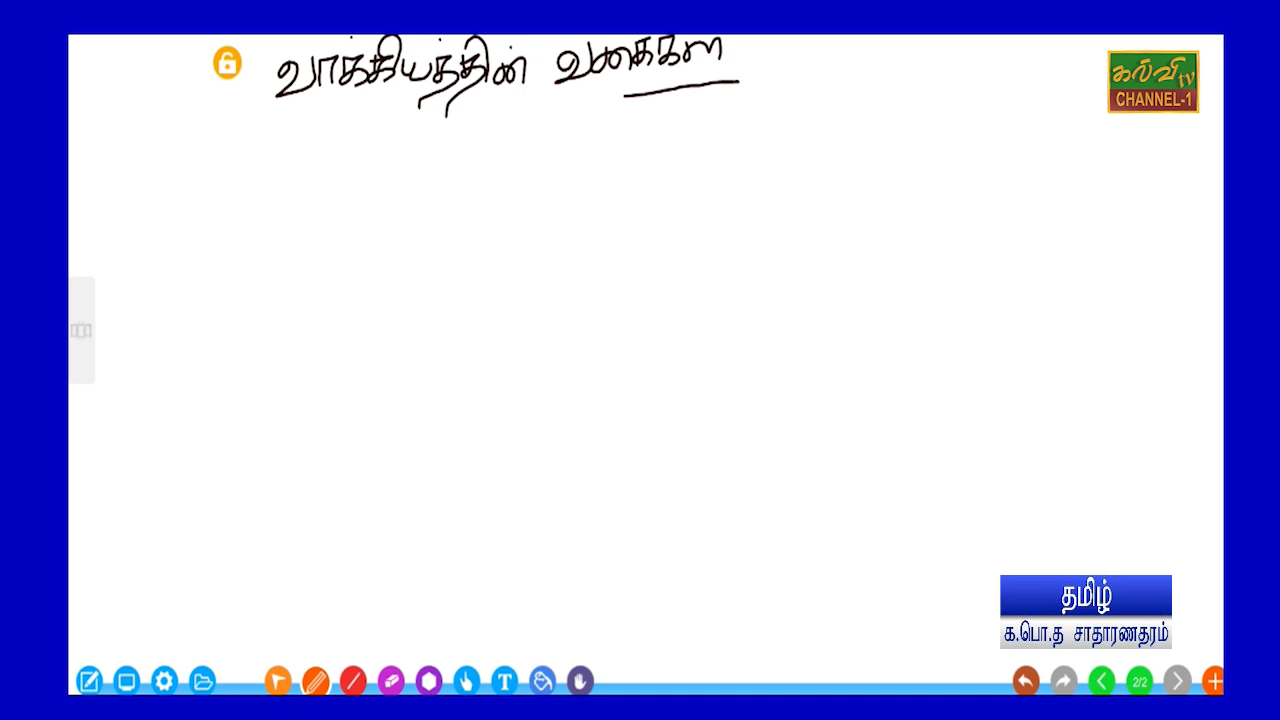 வாக்கியத்தின் வகைகள்
கல்வி tv
CHANNEL-1
தமிழ்
க.பொ.த சாதாரணதரம்
T
2/2